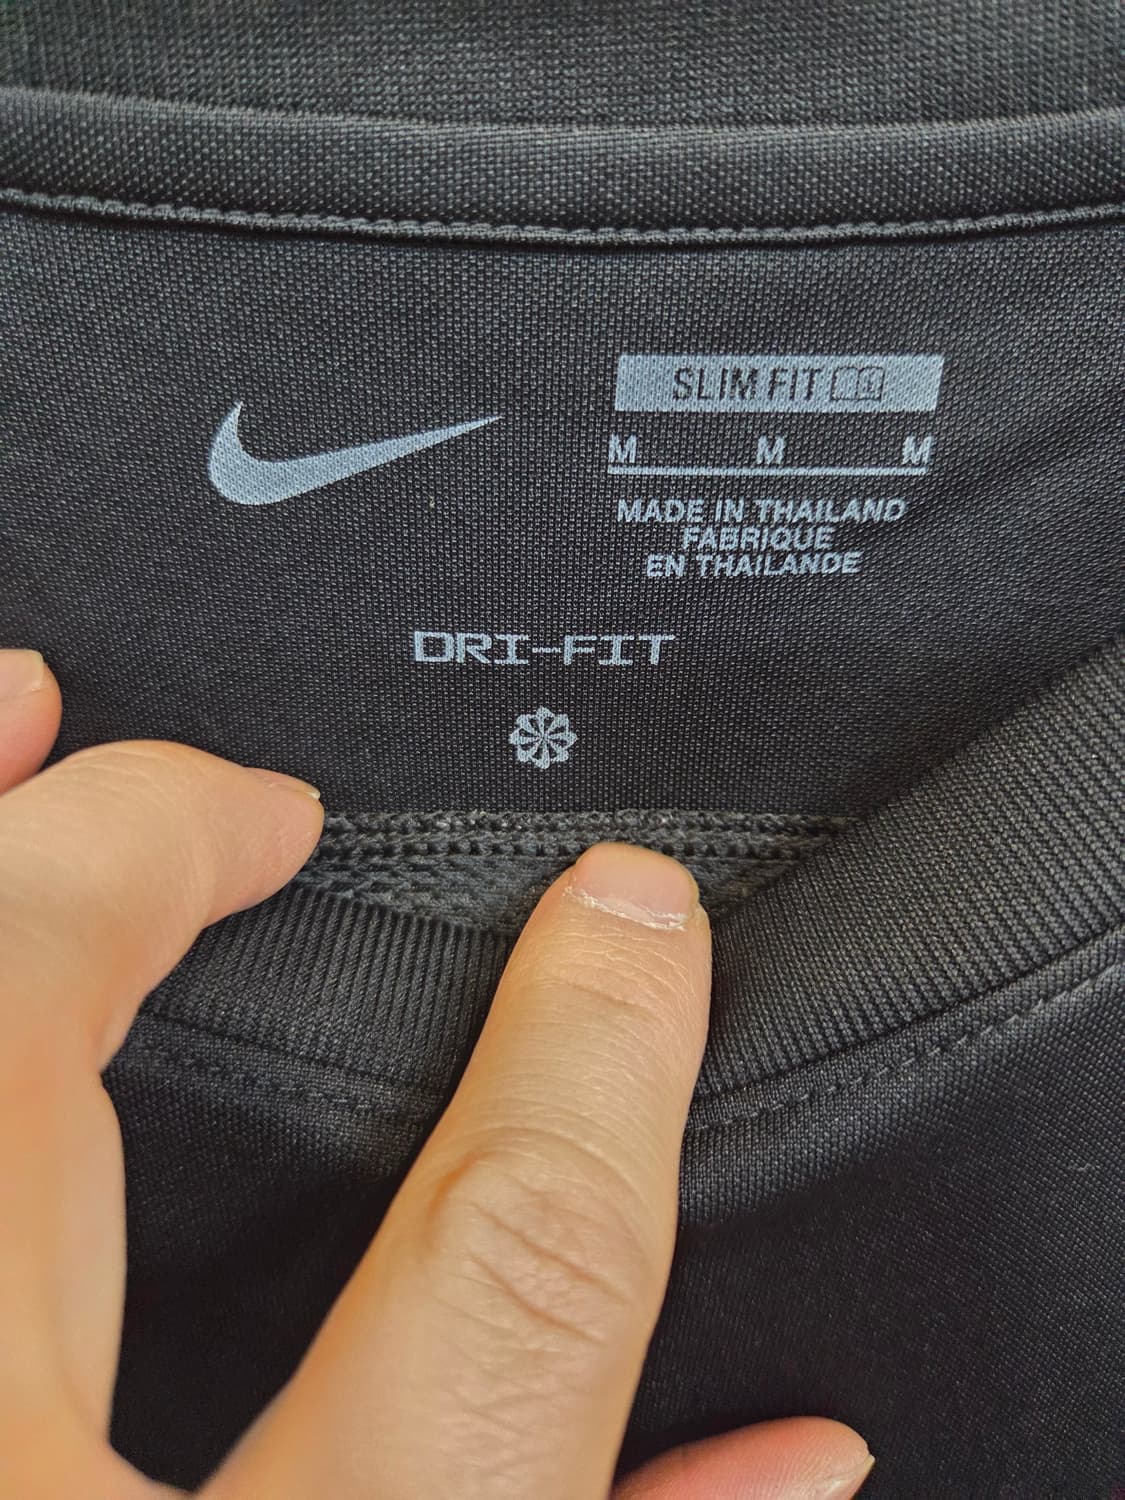 SLIM FIT
M M M
MADE IN THAILAND
FABRIQUE
EN THAILANDE
DRI-FIT